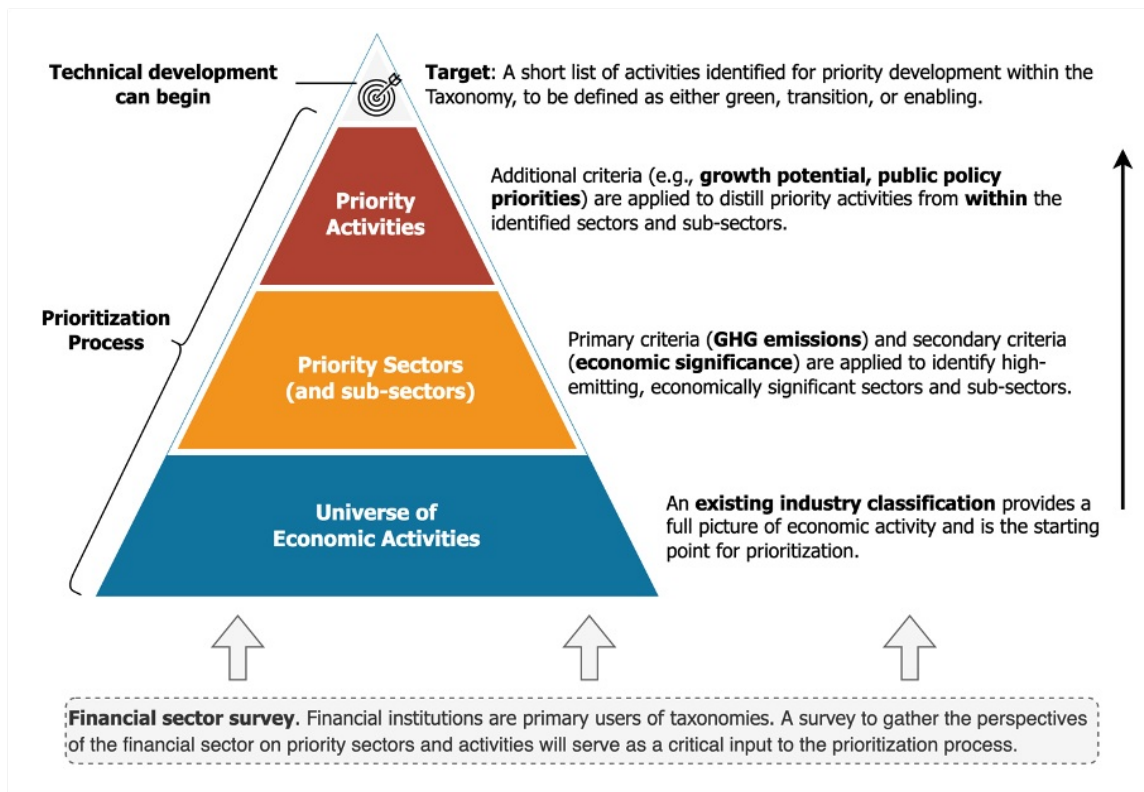 Technical development
can begin
Target: A short list of activities identified for priority development within the
Taxonomy, to be defined as either green, transition, or enabling.
Priority
Activities
Additional criteria (e.g., growth potential, public policy
priorities) are applied to distill priority activities from within the
identified sectors and sub-sectors.
Prioritization
Process
Priority Sectors
(and sub-sectors)
Primary criteria (GHG emissions) and secondary criteria
(economic significance) are applied to identify high-
emitting, economically significant sectors and sub-sectors.
Universe of
Economic Activities
An existing industry classification provides a
full picture of economic activity and is the starting
point for prioritization.
Financial sector survey. Financial institutions are primary users of taxonomies. A survey to gather the perspectives
of the financial sector on priority sectors and activities will serve as a critical input to the prioritization process.